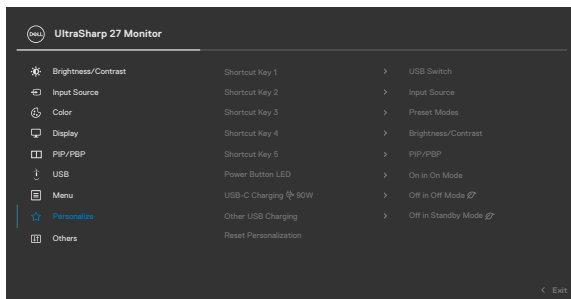 DELL UltraSharp 27 Monitor
Brightness/Contrast Shortcut Key 1 > USB Switch
Input Source Shortcut Key 2 > Input Source
Color Shortcut Key 3 > Preset Modes
Display Shortcut Key 4 > Brightness/Contrast
PIP/PBP Shortcut Key 5 > PIP/PBP
USB Power Button LED > On in On Mode
Menu USB-C Charging 90W > Off in Off Mode
Personalize Other USB Charging > Off in Standby Mode
Others Reset Personalization
< Exit